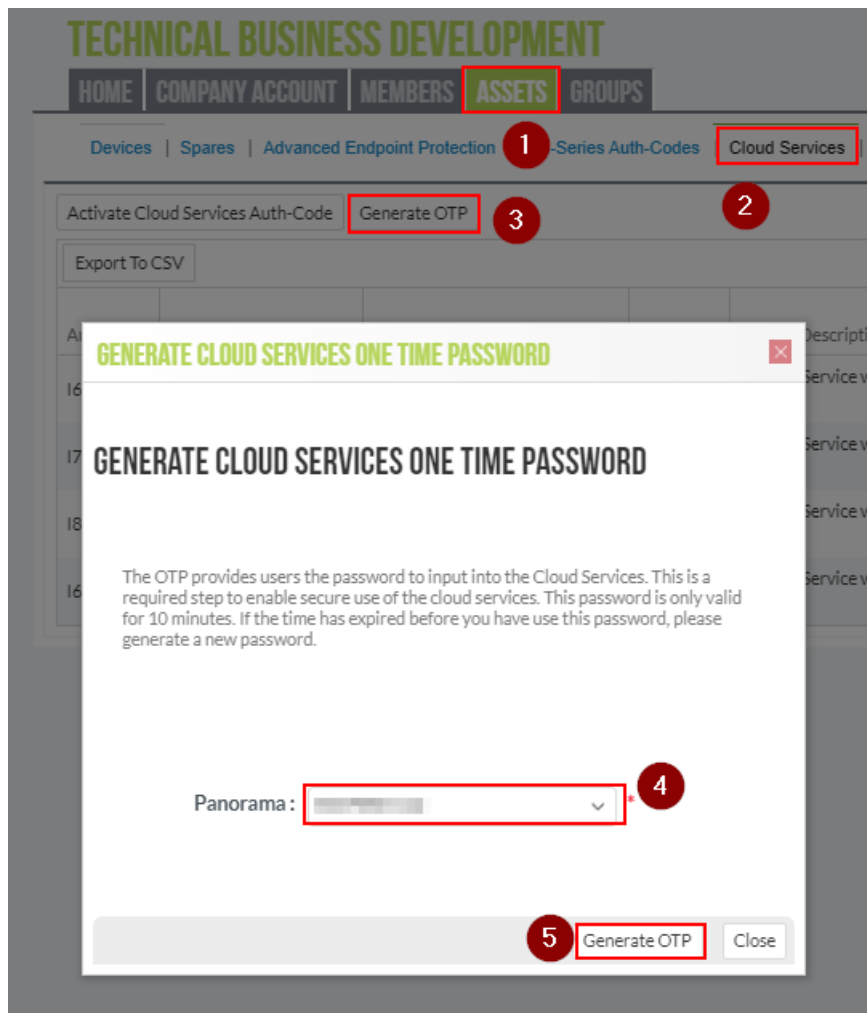 TECHNICAL BUSINESS DEVELOPMENT
HOME COMPANY ACCOUNT MEMBERS ASSETS GROUPS
Devices | Spares | Advanced Endpoint Protection 1 -Series Auth-Codes | Cloud Services |
2
Activate Cloud Services Auth-Code Generate OTP 3
Export To CSV
Descripti
GENERATE CLOUD SERVICES ONE TIME PASSWORD
I6 Service w
I7 Service w
GENERATE CLOUD SERVICES ONE TIME PASSWORD
I8 Service w
I6 Service w
The OTP provides users the password to input into the Cloud Services. This is a
required step to enable secure use of the cloud services. This password is only valid
for 10 minutes. If the time has expired before you have use this password, please
generate a new password.
Panorama : * 4
5 Generate OTP Close